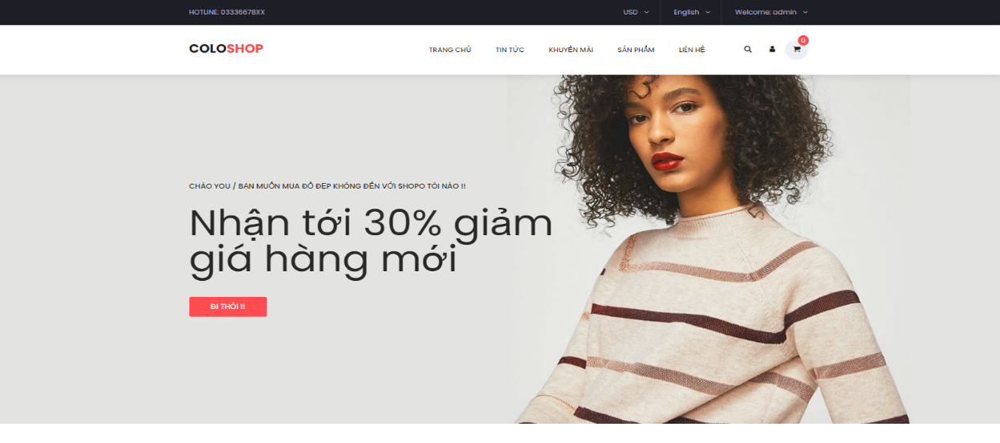 HOTLINE: 03336678XX
USD
English
Welcome: admin
COLOSHOP
TRANG CHỦ
TIN TỨC
KHUYẾN MÃI
SẢN PHẨM
LIÊN HỆ
0
CHÀO YOU / BẠN MUỐN MUA ĐỒ ĐẸP KHÔNG ĐẾN VỚI SHOPO TÔI NÀO !!
Nhận tới 30% giảm
giá hàng mới
ĐI THÔI !!